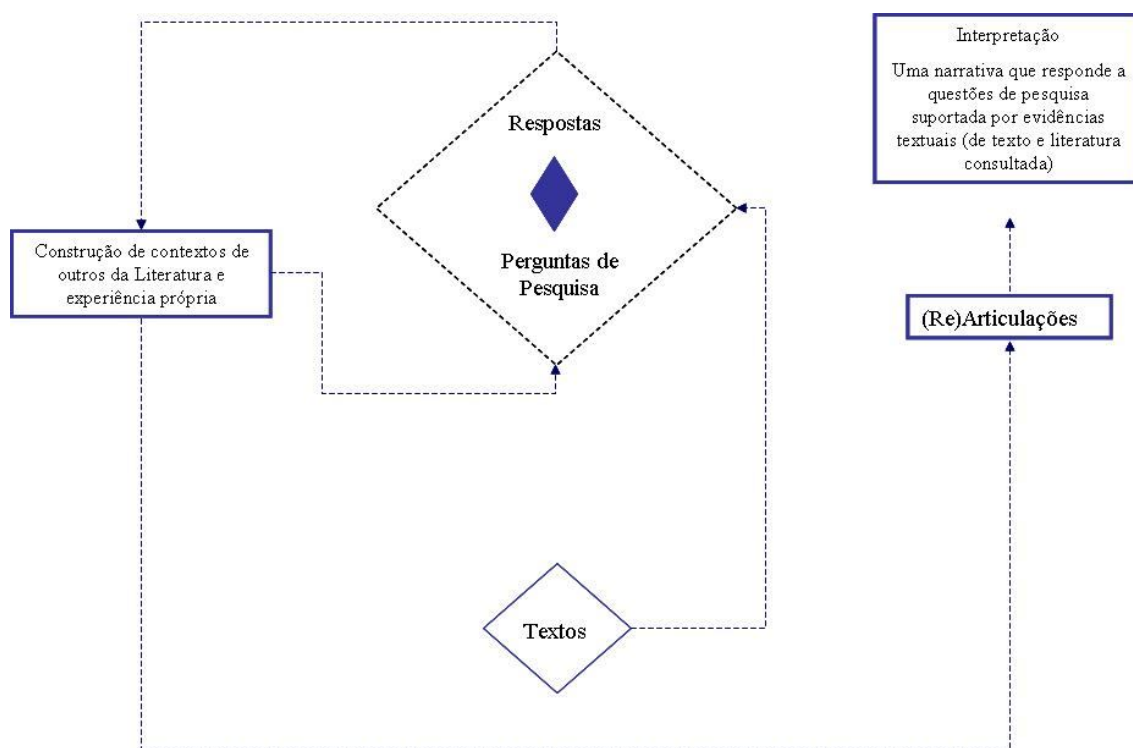 Respostas
Perguntas de
Pesquisa
Construção de contextos de
outros da Literatura e
experiência própria
Textos
Interpretação
Uma narrativa que responde a
questões de pesquisa
suportada por evidências
textuais (de texto e literatura
consultada)
(Re)Articulações